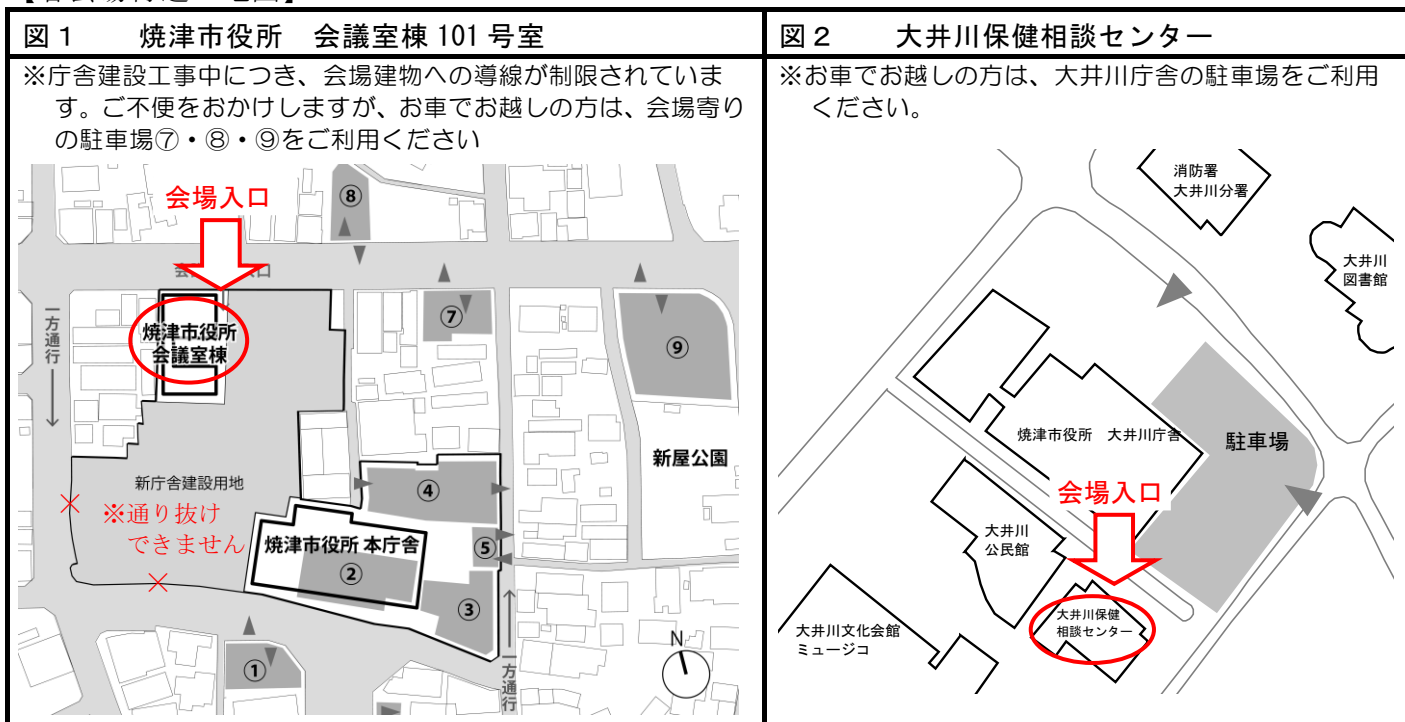 図1 焼津市役所 会議室棟 101 号室
※庁舎建設工事中につき、会場建物への導線が制限されていま
す。ご不便をおかけしますが、お車でお越しの方は、会場寄り
の駐車場⑦・⑧・⑨をご利用ください
会場入口
⑧
一方通行
焼津市役所
会議室棟
⑦
⑨
新屋公園
新庁舎建設用地
※通り抜け
できません
④
焼津市役所 本庁舎
⑤
②
③
①
一方通行
N
図2 大井川保健相談センター
※お車でお越しの方は、大井川庁舎の駐車場をご利用
ください。
消防署
大井川分署
大井川
図書館
焼津市役所 大井川庁舎
駐車場
会場入口
大井川
公民館
大井川保健
相談センター
大井川文化会館
ミュージコ